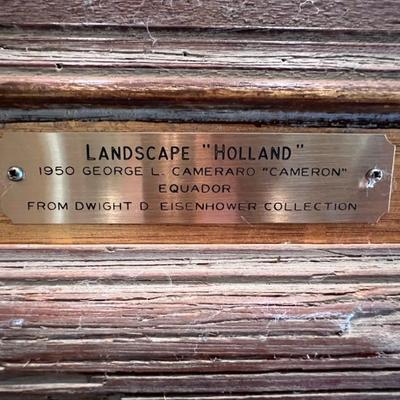 LANDSCAPE "HOLLAND"
1950 GEORGE L. CAMERARO "CAMERON"
EQUADOR
FROM DWIGHT D. EISENHOWER COLLECTION